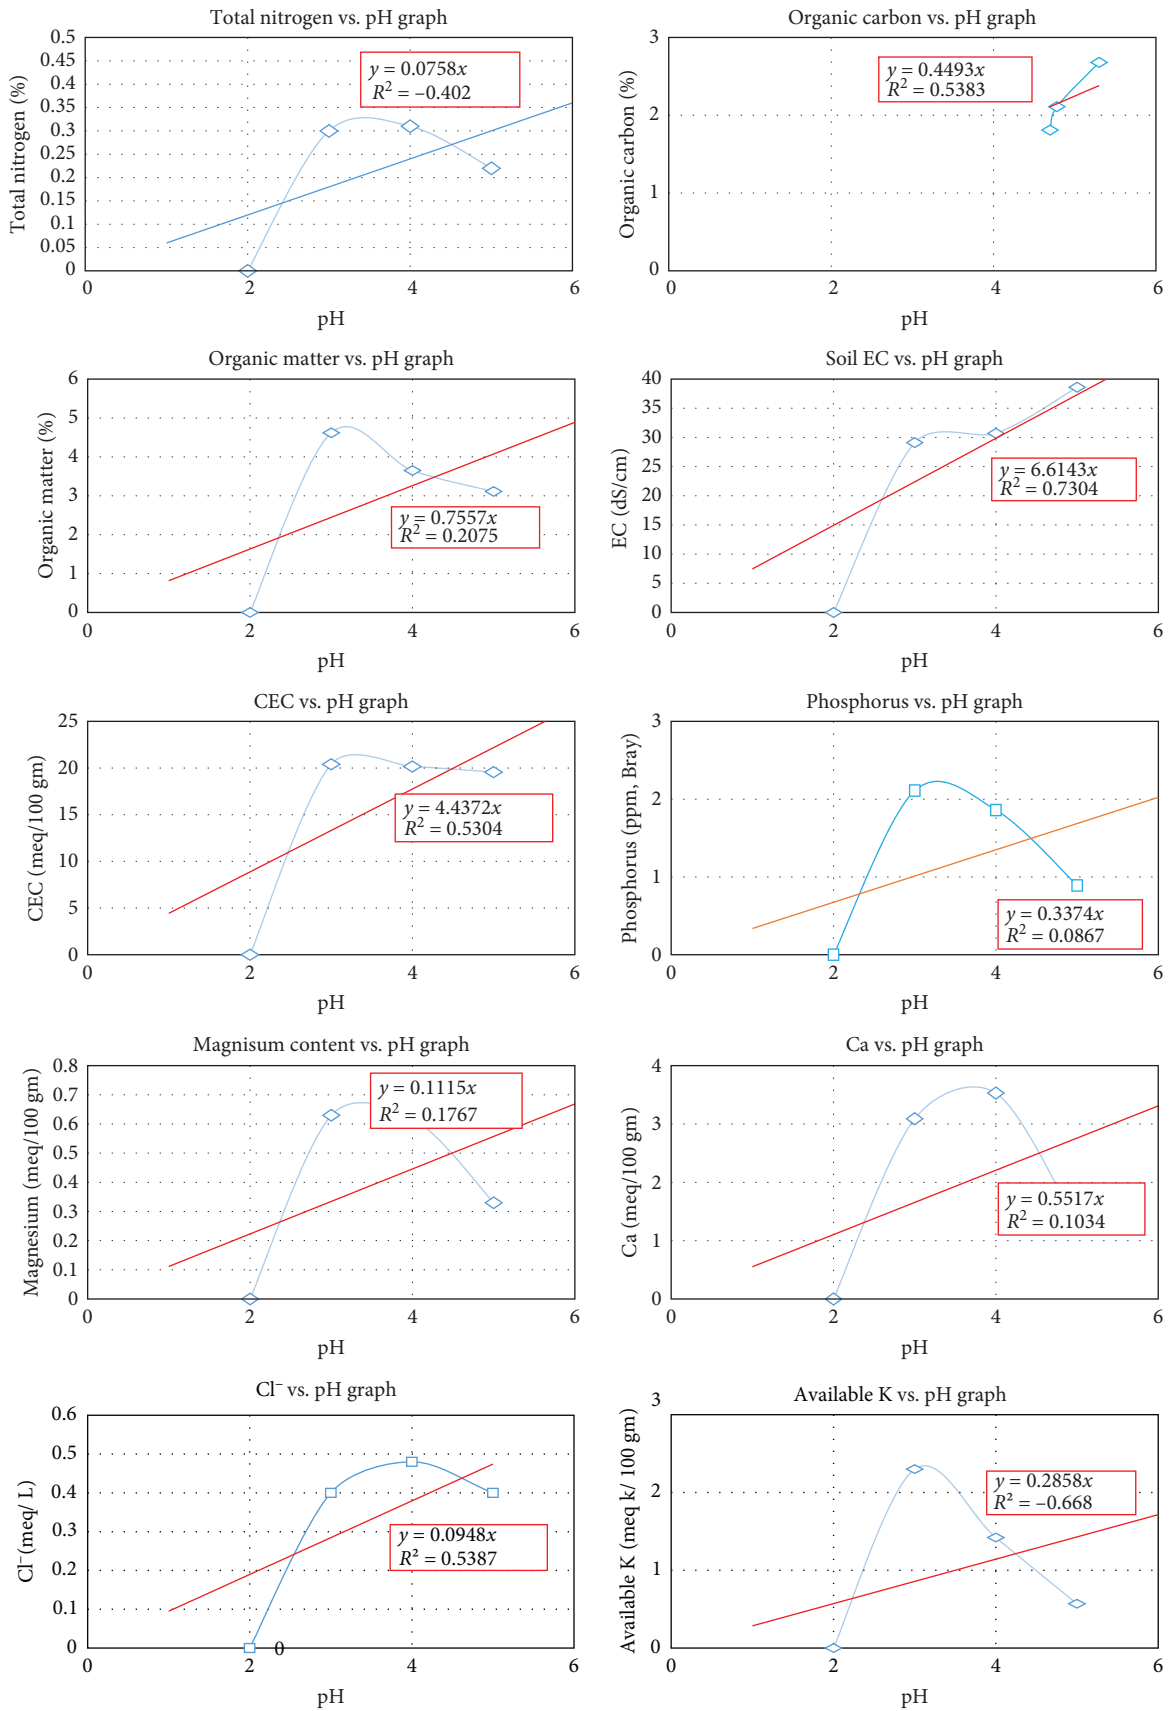 Total nitrogen vs. pH graph
0.5
0.45
0.4
0.35
0.3
0.25
0.2
0.15
0.1
0.05
0
Total nitrogen (%)
y = 0.0758x
R² = –0.402
0 2 4 6
pH
Organic carbon vs. pH graph
3
2
1
0
Organic carbon (%)
y = 0.4493x
R² = 0.5383
0 2 4 6
pH
Organic matter vs. pH graph
6
5
4
3
2
1
0
Organic matter (%)
y = 0.7557x
R² = 0.2075
0 2 4 6
pH
Soil EC vs. pH graph
40
35
30
25
20
15
10
5
0
EC (dS/cm)
y = 6.6143x
R² = 0.7304
0 2 4 6
pH
CEC vs. pH graph
25
20
15
10
5
0
CEC (meq/100 gm)
y = 4.4372x
R² = 0.5304
0 2 4 6
pH
Phosphorus vs. pH graph
3
2
1
0
Phosphorus (ppm, Bray)
y = 0.3374x
R² = 0.0867
0 2 4 6
pH
Magnisum content vs. pH graph
0.8
0.7
0.6
0.5
0.4
0.3
0.2
0.1
0
Magnesium (meq/100 gm)
y = 0.1115x
R² = 0.1767
0 2 4 6
pH
Ca vs. pH graph
4
3
2
1
0
Ca (meq/100 gm)
y = 0.5517x
R² = 0.1034
0 2 4 6
pH
Cl⁻ vs. pH graph
0.6
0.5
0.4
0.3
0.2
0.1
0
Cl⁻(meq/ L)
y = 0.0948x
R² = 0.5387
0
0 2 4 6
pH
Available K vs. pH graph
3
2
1
0
Available K (meq k/ 100 gm)
y = 0.2858x
R² = –0.668
0 2 4 6
pH